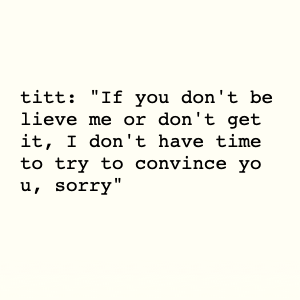 titt: "If you don't be
lieve me or don't get
it, I don't have time
to try to convince yo
u, sorry"